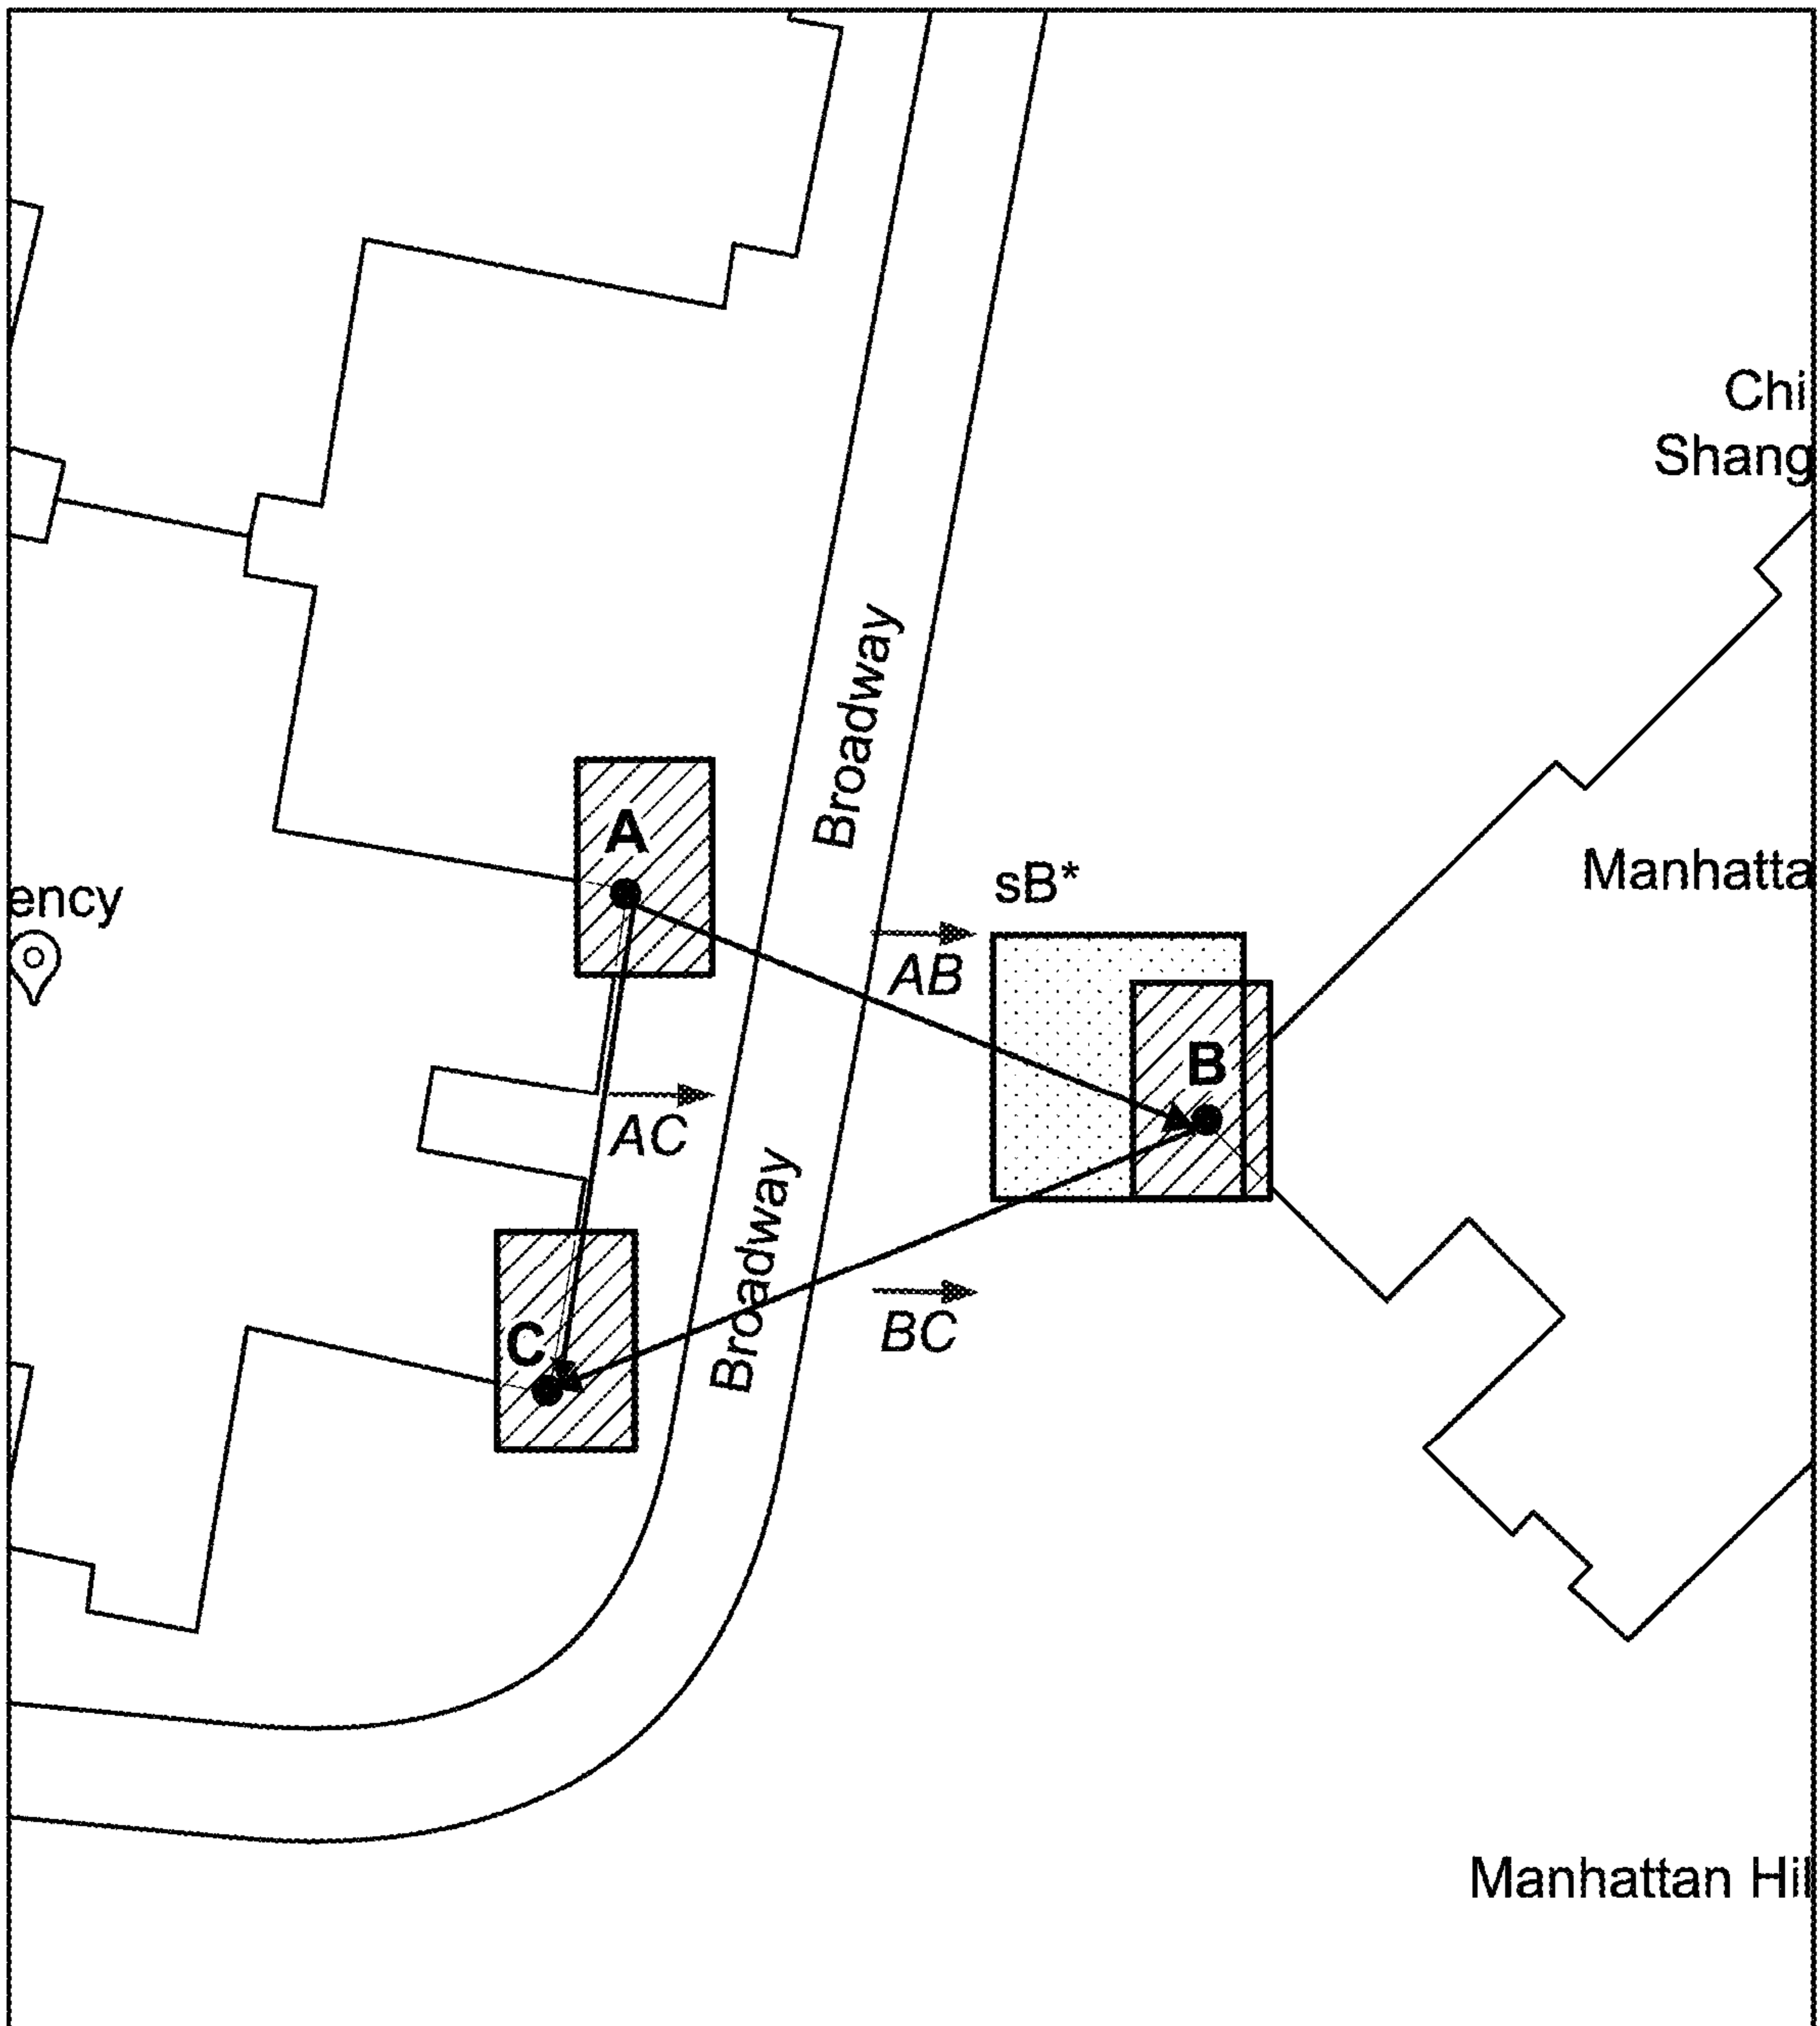 Chi
Shang
Broadway
A
Manhatta
ency
sB*
AB
B
AC
Broadway
BC
C
Manhattan Hil